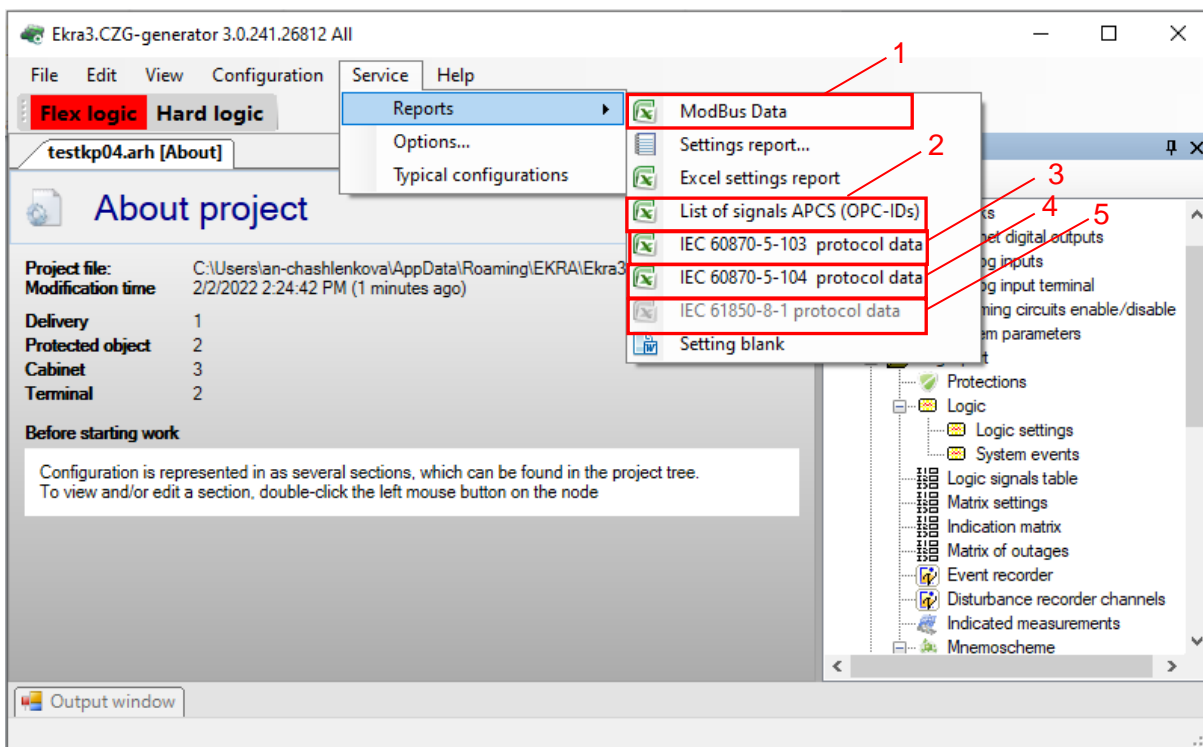 Ekra3.CZG-generator 3.0.241.26812 All
File Edit View Configuration Service Help
1
Flex logic Hard logic
Reports
Options...
Typical configurations
ModBus Data
Settings report...
Excel settings report
List of signals APCS (OPC-IDs)
IEC 60870-5-103 protocol data
IEC 60870-5-104 protocol data
IEC 61850-8-1 protocol data
Setting blank
2
3
4
5
testkp04.arh [About]
About project
Project file: C:\Users\an-chashlenkova\AppData\Roaming\EKRA\Ekra3
Modification time 2/2/2022 2:24:42 PM (1 minutes ago)
Delivery 1
Protected object 2
Cabinet 3
Terminal 2
Before starting work
Configuration is represented in as several sections, which can be found in the project tree.
To view and/or edit a section, double-click the left mouse button on the node
digital outputs
inputs
input terminal
circuits enable/disable
parameters
Protections
Logic
Logic settings
System events
Logic signals table
Matrix settings
Indication matrix
Matrix of outages
Event recorder
Disturbance recorder channels
Indicated measurements
Mnemoscheme
Output window